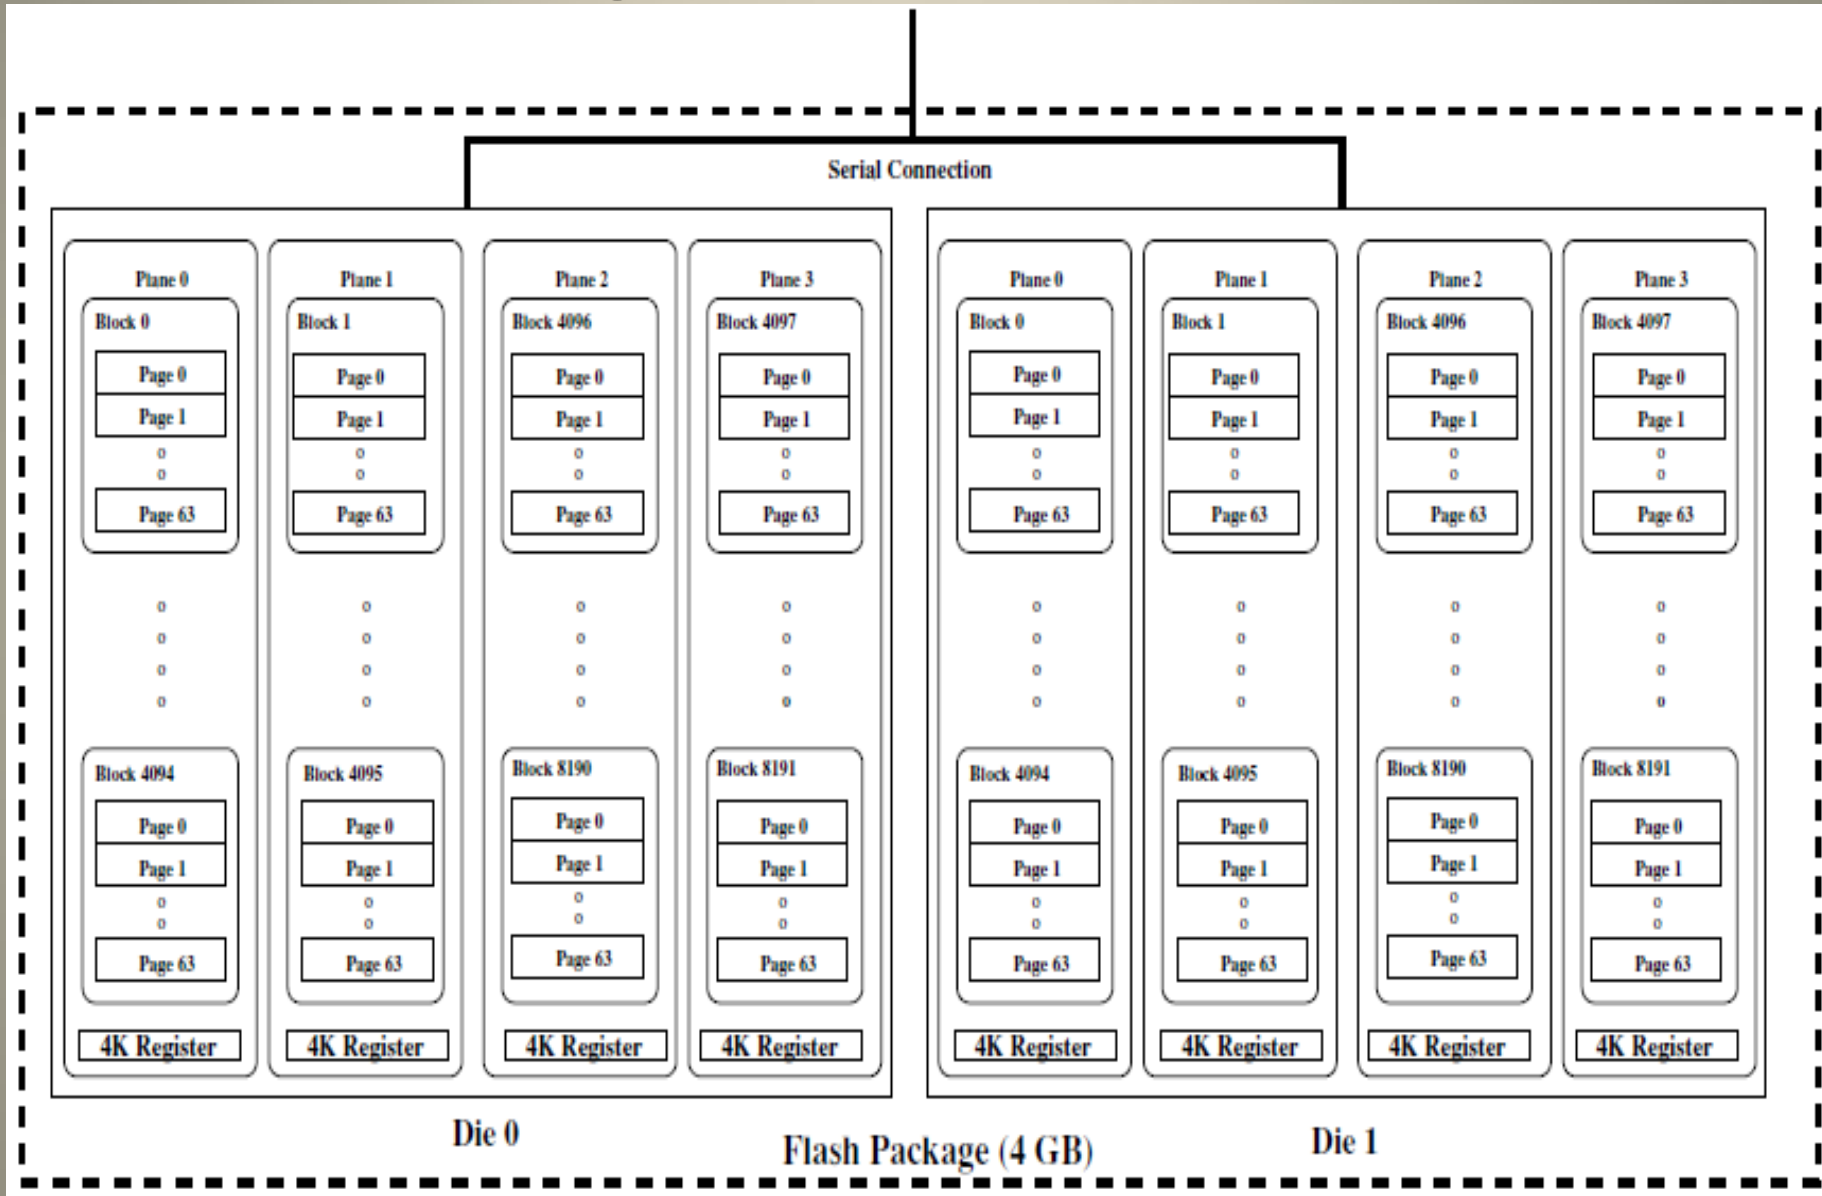 Serial Connection
Plane 0 Plane 1 Plane 2 Plane 3 Plane 0 Plane 1 Plane 2 Plane 3
Block 0 Block 1 Block 4096 Block 4097 Block 0 Block 1 Block 4096 Block 4097
Page 0 Page 0 Page 0 Page 0 Page 0 Page 0 Page 0 Page 0
Page 1 Page 1 Page 1 Page 1 Page 1 Page 1 Page 1 Page 1
Page 63 Page 63 Page 63 Page 63 Page 63 Page 63 Page 63 Page 63
Block 4094 Block 4095 Block 8190 Block 8191 Block 4094 Block 4095 Block 8190 Block 8191
Page 0 Page 0 Page 0 Page 0 Page 0 Page 0 Page 0 Page 0
Page 1 Page 1 Page 1 Page 1 Page 1 Page 1 Page 1 Page 1
Page 63 Page 63 Page 63 Page 63 Page 63 Page 63 Page 63 Page 63
4K Register 4K Register 4K Register 4K Register 4K Register 4K Register 4K Register 4K Register
Die 0 Die 1
Flash Package (4 GB)